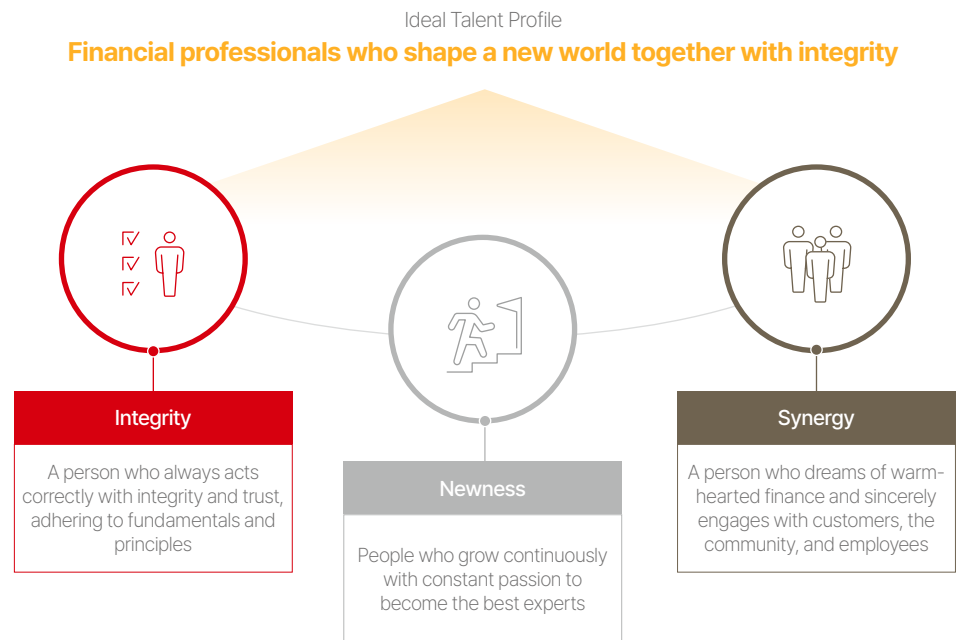 Ideal Talent Profile
Financial professionals who shape a new world together with integrity
Integrity
A person who always acts
correctly with integrity and trust,
adhering to fundamentals and
principles
Newness
People who grow continuously
with constant passion to
become the best experts
Synergy
A person who dreams of warm-
hearted finance and sincerely
engages with customers, the
community, and employees